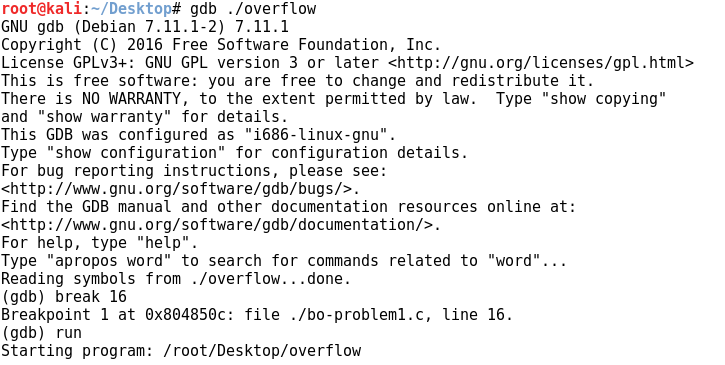 root@kali:~/Desktop# gdb ./overflow
GNU gdb (Debian 7.11.1-2) 7.11.1
Copyright (C) 2016 Free Software Foundation, Inc.
License GPLv3+: GNU GPL version 3 or later <http://gnu.org/licenses/gpl.html>
This is free software: you are free to change and redistribute it.
There is NO WARRANTY, to the extent permitted by law.  Type "show copying"
and "show warranty" for details.
This GDB was configured as "i686-linux-gnu".
Type "show configuration" for configuration details.
For bug reporting instructions, please see:
<http://www.gnu.org/software/gdb/bugs/>.
Find the GDB manual and other documentation resources online at:
<http://www.gnu.org/software/gdb/documentation/>.
For help, type "help".
Type "apropos word" to search for commands related to "word"...
Reading symbols from ./overflow...done.
(gdb) break 16
Breakpoint 1 at 0x804850c: file ./bo-problem1.c, line 16.
(gdb) run
Starting program: /root/Desktop/overflow